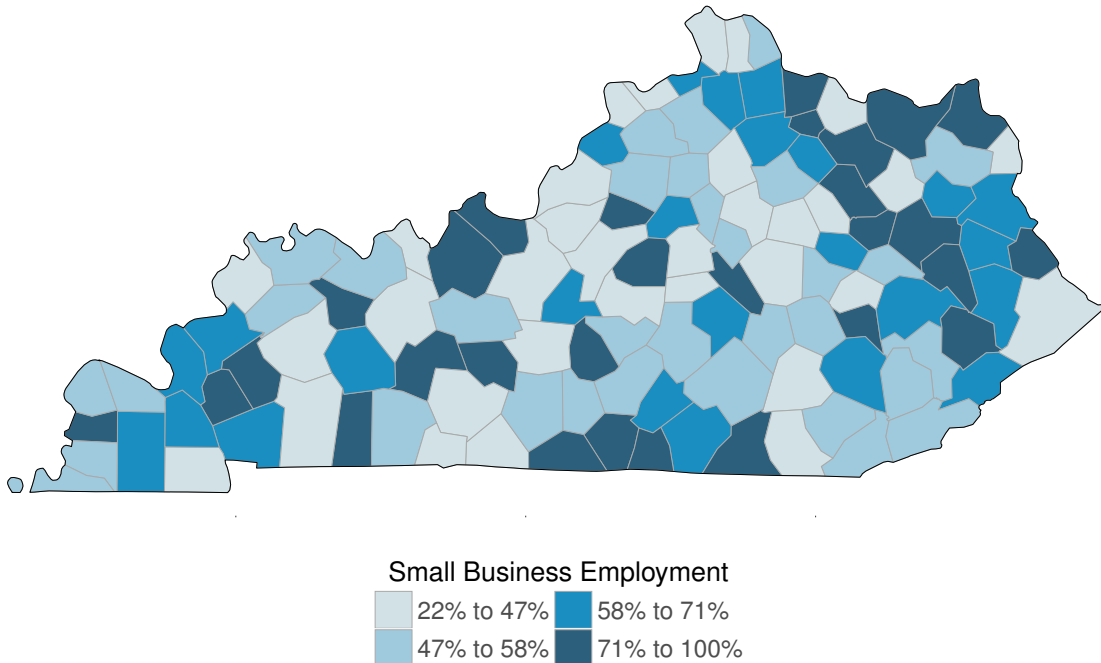 Small Business Employment
22% to 47% 58% to 71%
47% to 58% 71% to 100%